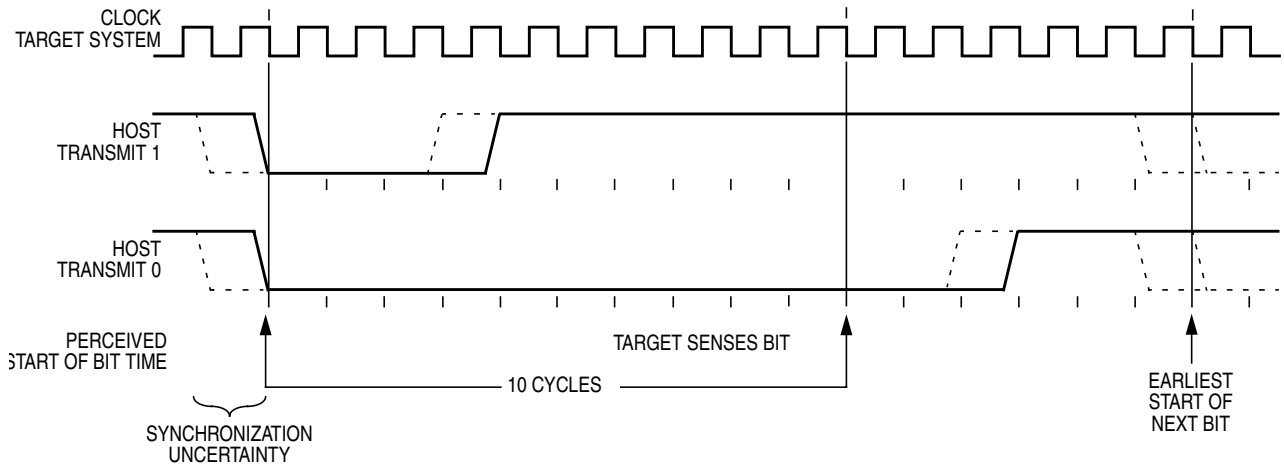 CLOCK
TARGET SYSTEM
HOST
TRANSMIT 1
HOST
TRANSMIT 0
PERCEIVED
START OF BIT TIME
TARGET SENSES BIT
10 CYCLES
EARLIEST
START OF
NEXT BIT
SYNCHRONIZATION
UNCERTAINTY